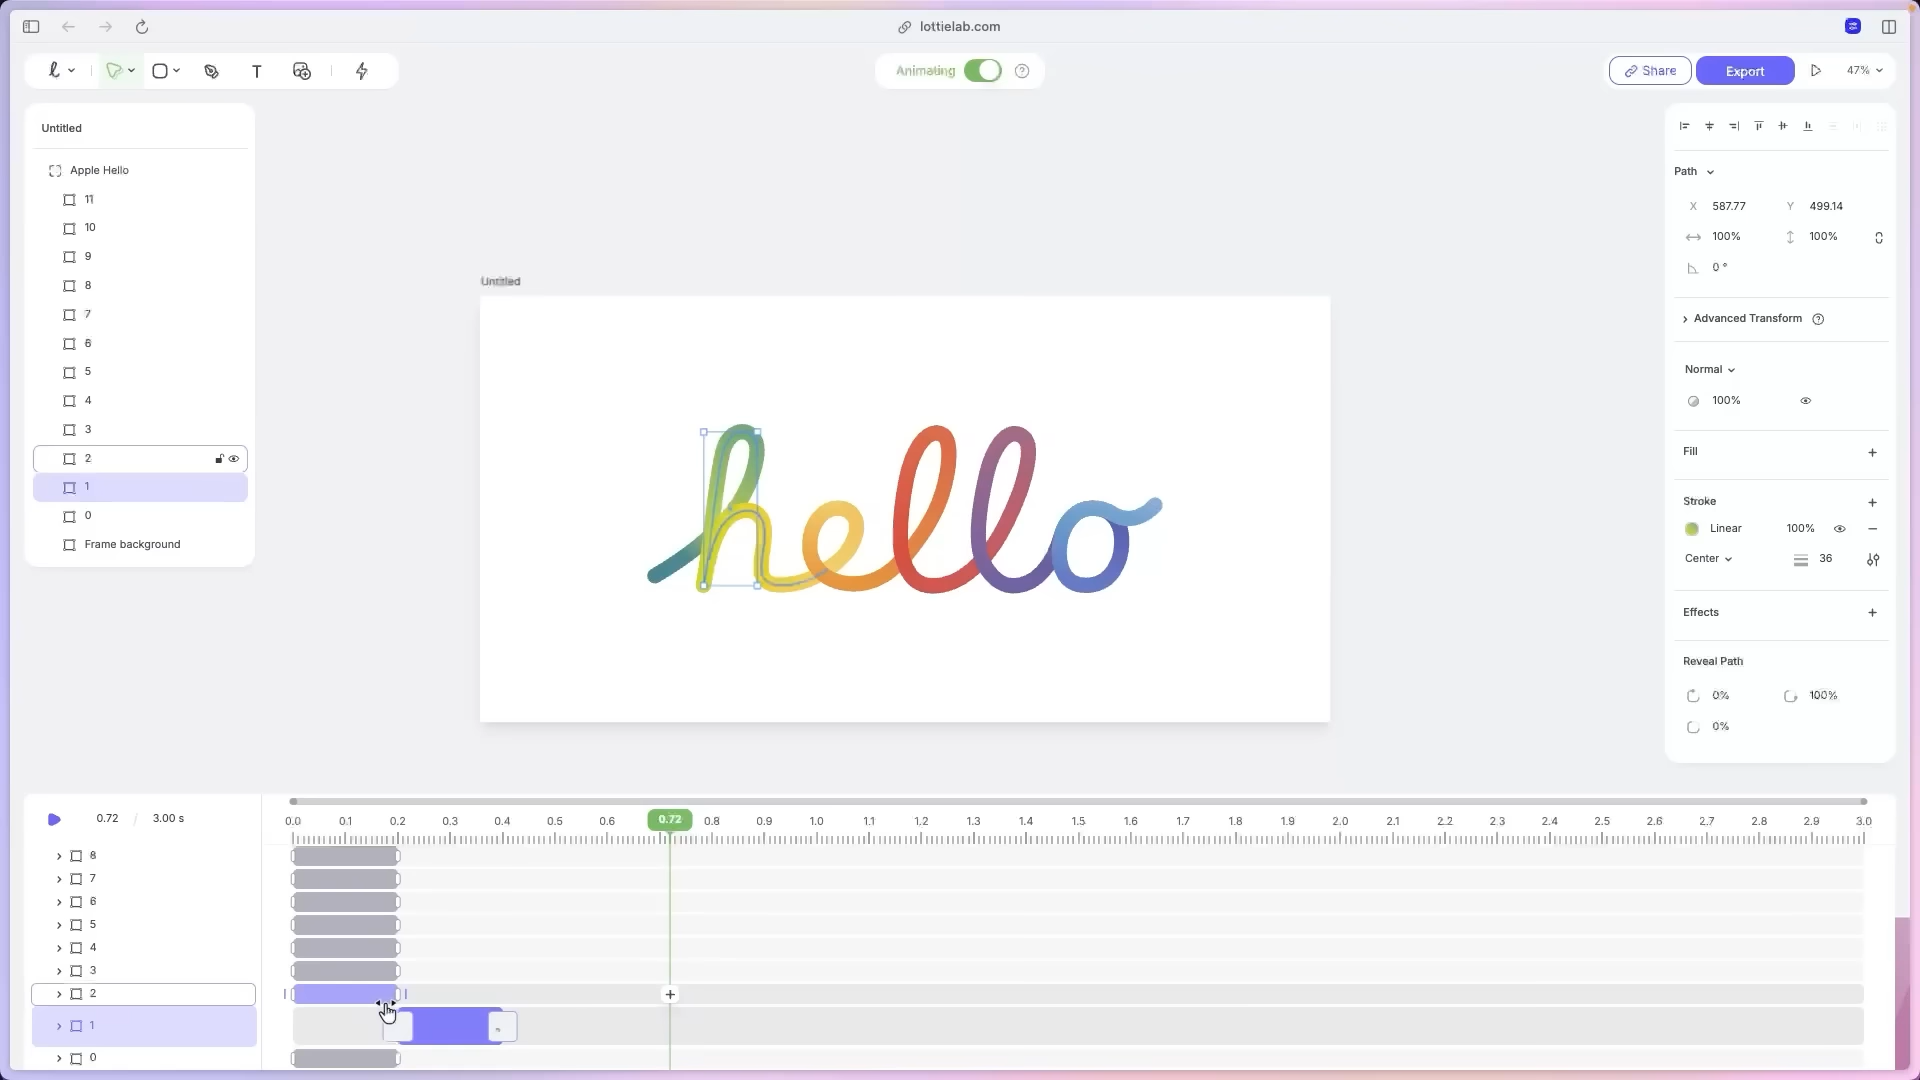 lottielab.com
T
Animating
Share
Export
47%
Untitled
Apple Hello
11
10
9
8
7
6
5
4
3
2
1
0
Frame background
Untitled
hello
Path
X 587.77 Y 499.14
100% 100%
0 °
Advanced Transform
Normal
100%
Fill
Stroke
Linear 100%
Center 36
Effects
Reveal Path
0% 100%
0%
0.72 / 3.00 s
0.0 0.1 0.2 0.3 0.4 0.5 0.6 0.72 0.8 0.9 1.0 1.1 1.2 1.3 1.4 1.5 1.6 1.7 1.8 1.9 2.0 2.1 2.2 2.3 2.4 2.5 2.6 2.7 2.8 2.9 3.0
8
7
6
5
4
3
2
1
0